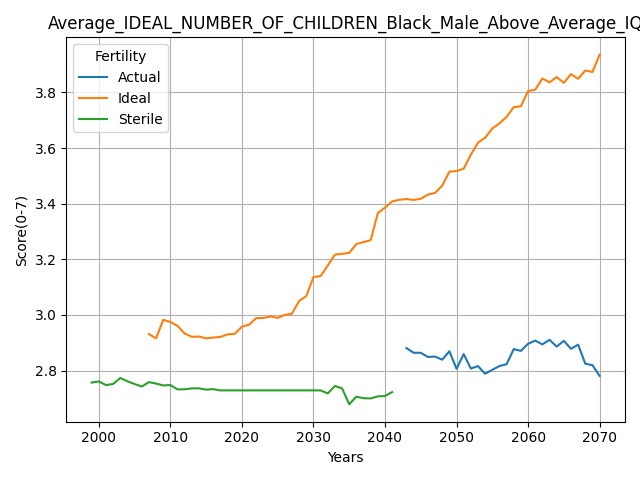 Average_IDEAL_NUMBER_OF_CHILDREN_Black_Male_Above_Average_IQ
Fertility
Actual
Ideal
Sterile
Score(0-7)
3.8
3.6
3.4
3.2
3.0
2.8
2000 2010 2020 2030 2040 2050 2060 2070
Years